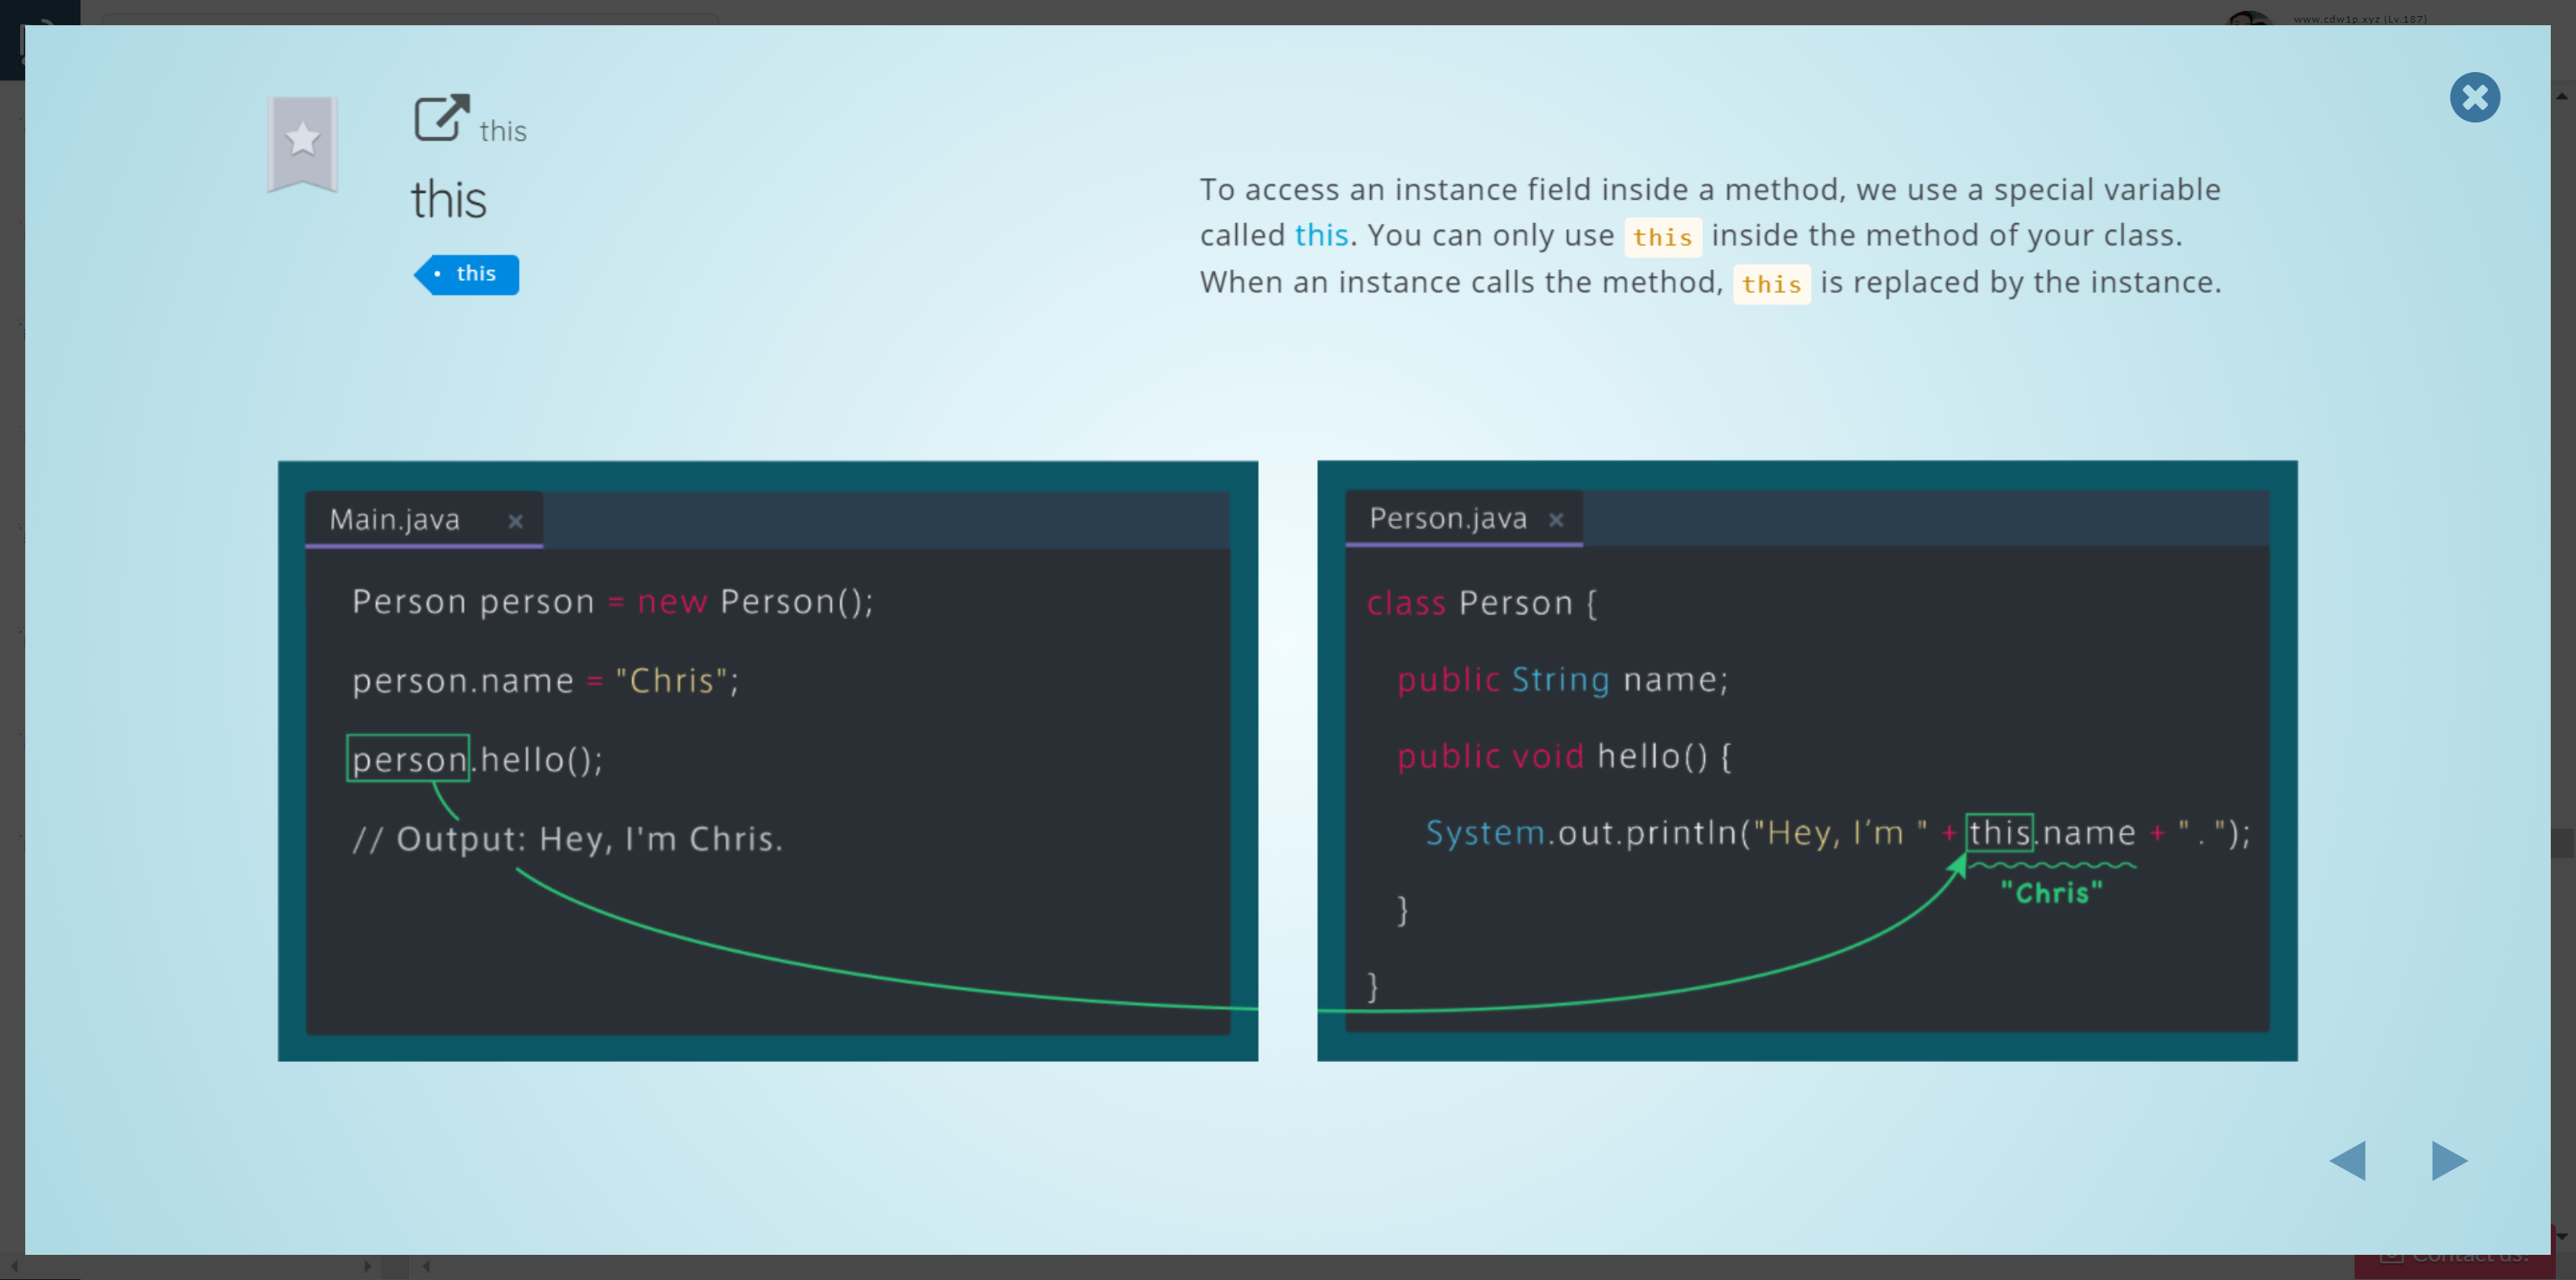 www.cdw1p.xyz (Lv.187)
this
this
• this
To access an instance field inside a method, we use a special variable
called this. You can only use this inside the method of your class.
When an instance calls the method, this is replaced by the instance.
Main.java ×
Person person = new Person();
person.name = "Chris";
person.hello();
// Output: Hey, I'm Chris.
Person.java ×
class Person {
public String name;
public void hello() {
System.out.println("Hey, I’m " + this.name + ".");
"Chris"
}
}
Contact us!